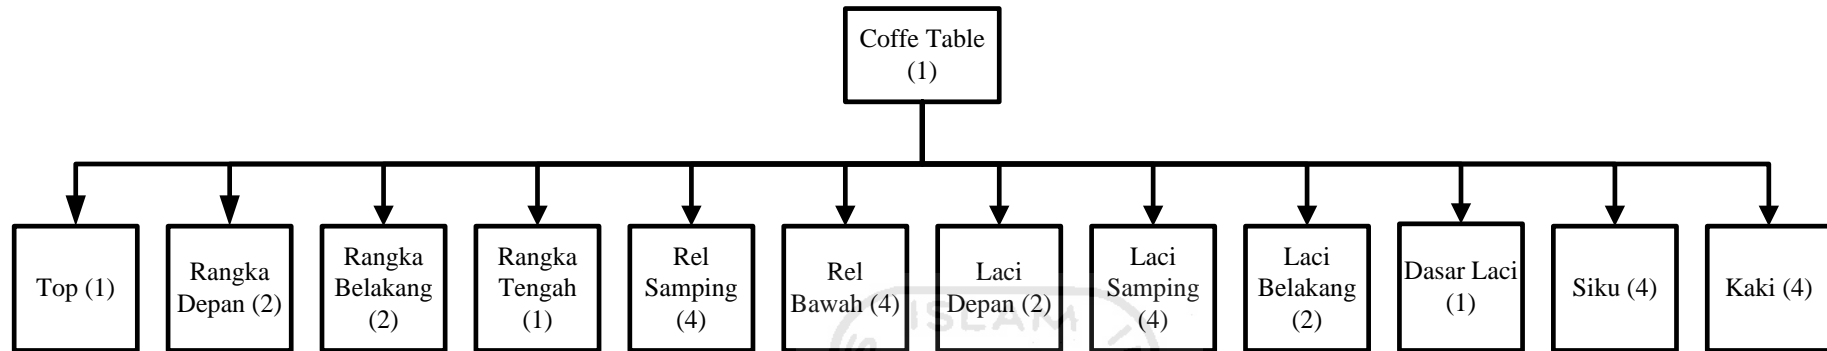 Coffe Table
(1)
Top (1)
Rangka
Depan (2)
Rangka
Belakang
(2)
Rangka
Tengah
(1)
Rel
Samping
(4)
Rel
Bawah (4)
Laci
Depan (2)
Laci
Samping
(4)
Laci
Belakang
(2)
Dasar Laci
(1)
Siku (4)
Kaki (4)
ISLAM